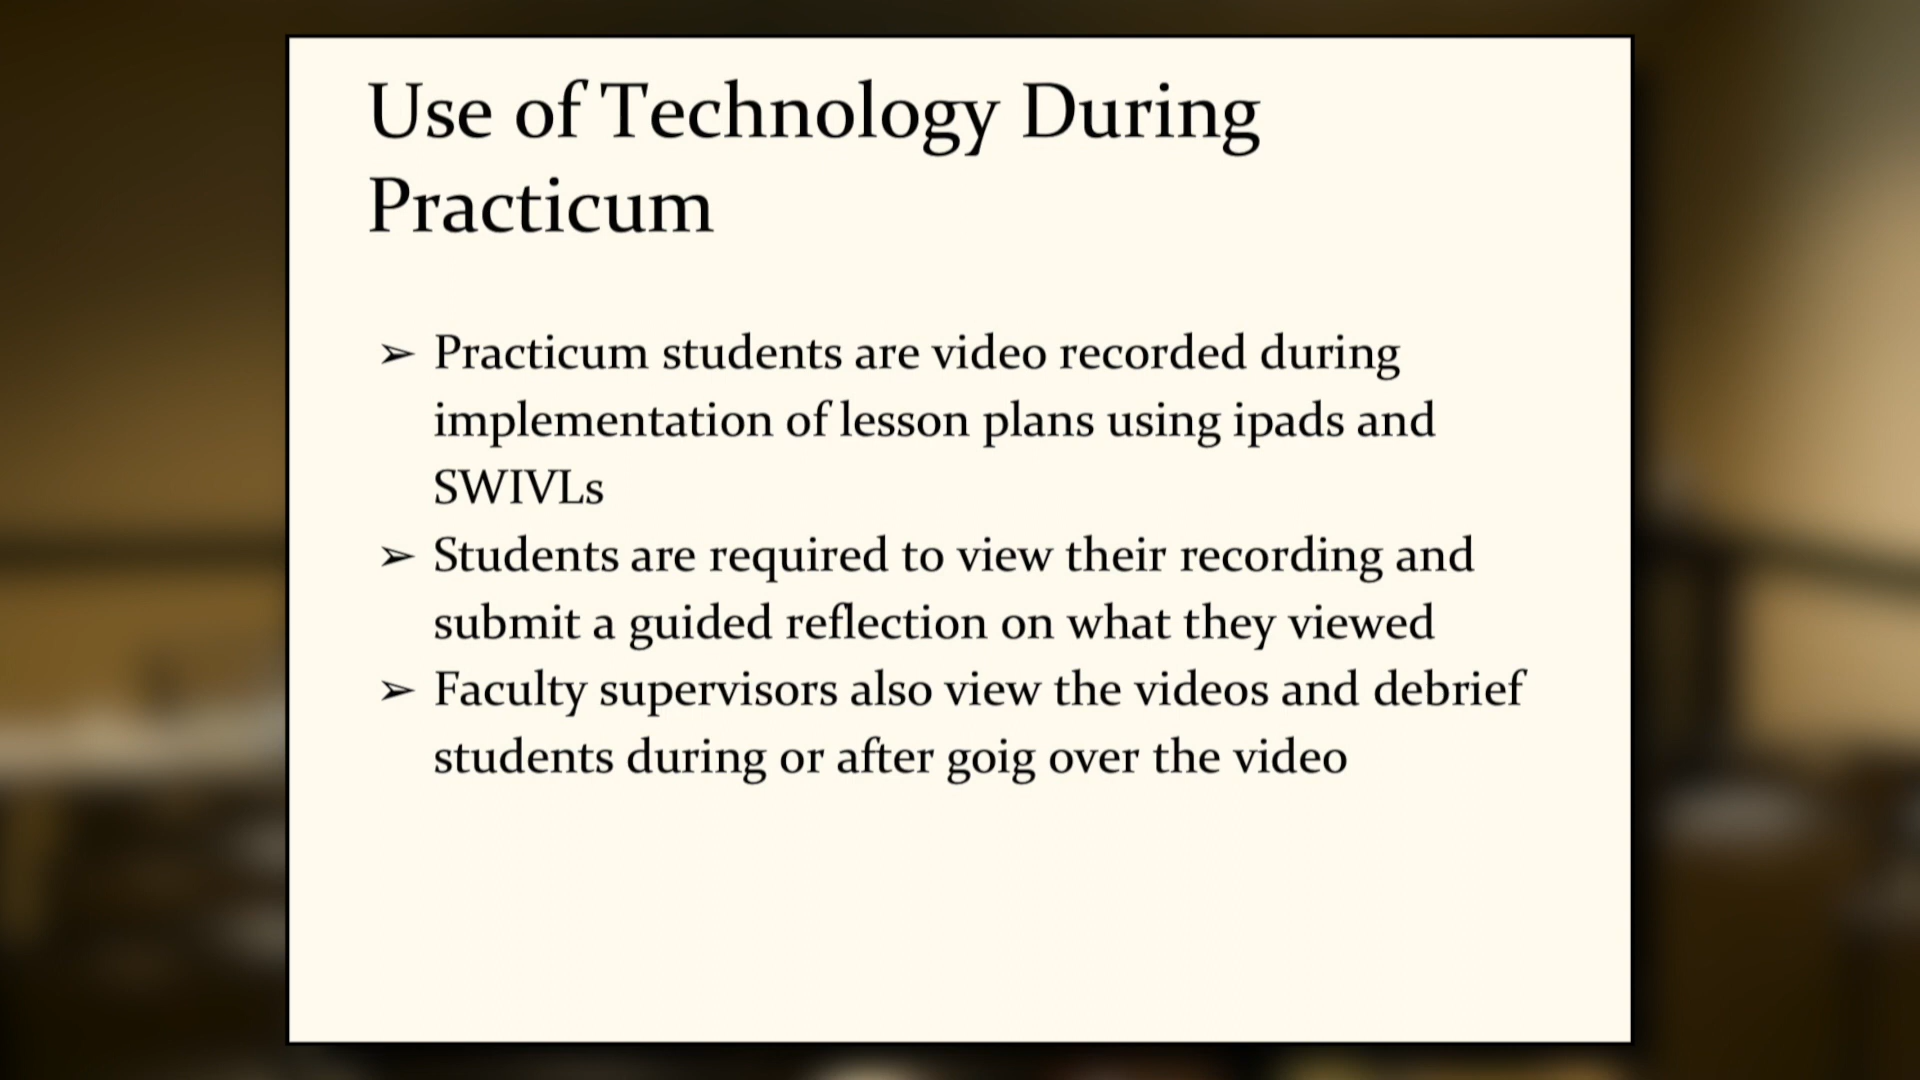 Use of Technology During
Practicum
➢ Practicum students are video recorded during
implementation of lesson plans using ipads and
SWIVLs
➢ Students are required to view their recording and
submit a guided reflection on what they viewed
➢ Faculty supervisors also view the videos and debrief
students during or after goig over the video